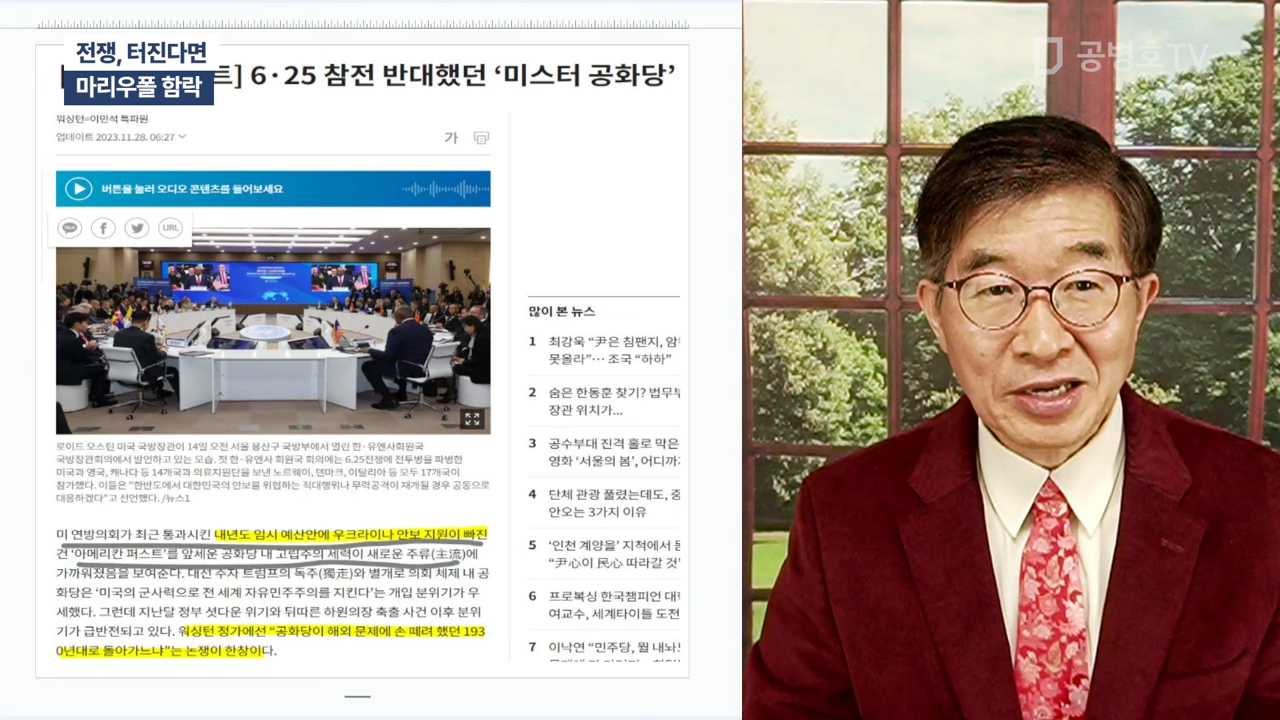 전쟁, 터진다면
마리우폴 함락
트] 6·25 참전 반대했던 ‘미스터 공화당’
워싱턴=이민석 특파원
업데이트 2023.11.28. 06:27
가
버튼을 눌러 오디오 콘텐츠를 들어보세요
TALK
URL
로이드 오스틴 미국 국방장관이 14일 오전 서울 용산구 국방부에서 열린 한·유엔사회원국
국방장관회의에서 발언하고 있는 모습. 첫 한·유엔사 회원국 회의에는 6.25전쟁에 전투병을 파병한
미국과 영국, 캐나다 등 14개국과 의료지원단을 보낸 노르웨이, 덴마크, 이탈리아 등 모두 17개국이
참가했다. 이들은 "한반도에서 대한민국의 안보를 위협하는 적대행위나 무력공격이 재개될 경우 공동으로
대응하겠다"고 선언했다. /뉴스1
미 연방의회가 최근 통과시킨 내년도 임시 예산안에 우크라이나 안보 지원이 빠진
건 ‘아메리칸 퍼스트’를 앞세운 공화당 내 고립주의 세력이 새로운 주류(主流)에
가까워졌음을 보여준다. 대선 주자 트럼프의 독주(獨走)와 별개로 의회 체제 내 공
화당은 ‘미국의 군사력으로 전 세계 자유민주주의를 지킨다’는 개입 분위기가 우
세했다. 그런데 지난달 정부 셧다운 위기와 뒤따른 하원의장 축출 사건 이후 분위
기가 급반전되고 있다. 워싱턴 정가에선 “공화당이 해외 문제에 손 떼려 했던 193
0년대로 돌아가느냐”는 논쟁이 한창이다.
많이 본 뉴스
1 최강욱 “尹은 침팬지, 암
못올라”… 조국 “하하”
2 숨은 한동훈 찾기? 법무부
장관 위치가...
3 공수부대 진격 홀로 막은
영화 ‘서울의 봄’, 어디까지
4 단체 관광 풀렸는데도, 중
안오는 3가지 이유
5 ‘인천 계양을’ 지척에서
“尹心이 民心 따라갈 것”
6 프로복싱 한국챔피언 대
여교수, 세계타이틀 도전
7 이낙연 “민주당, 뭘 내놔
공병호TV